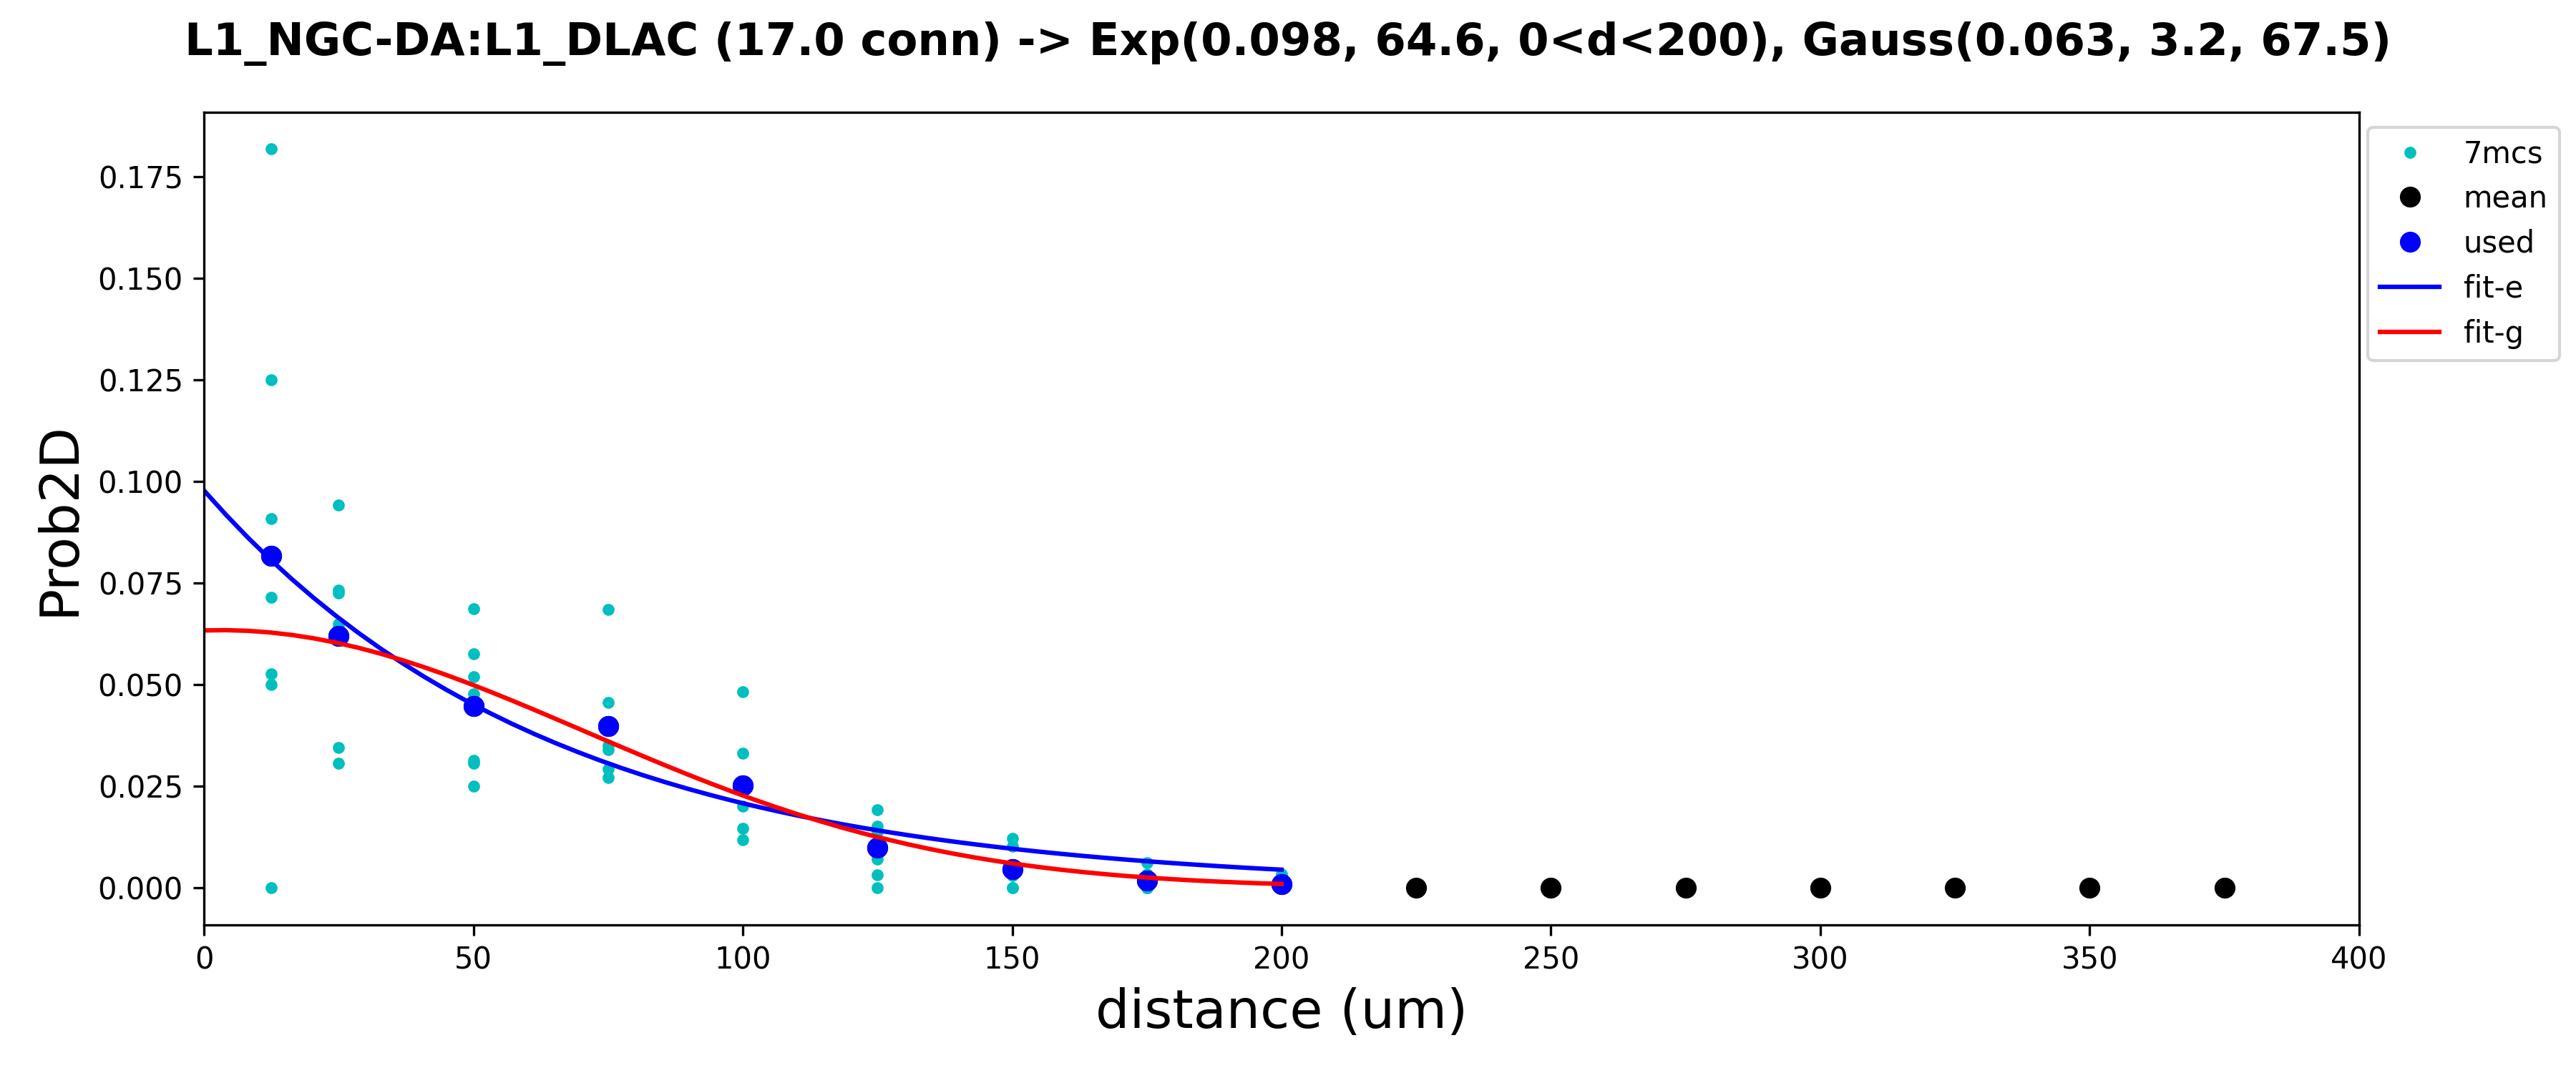 L1_NGC-DA:L1_DLAC (17.0 conn) -> Exp(0.098, 64.6, 0<d<200), Gauss(0.063, 3.2, 67.5)
7mcs
mean
used
fit-e
fit-g
Prob2D
0.175
0.150
0.125
0.100
0.075
0.050
0.025
0.000
0 50 100 150 200 250 300 350 400
distance (um)